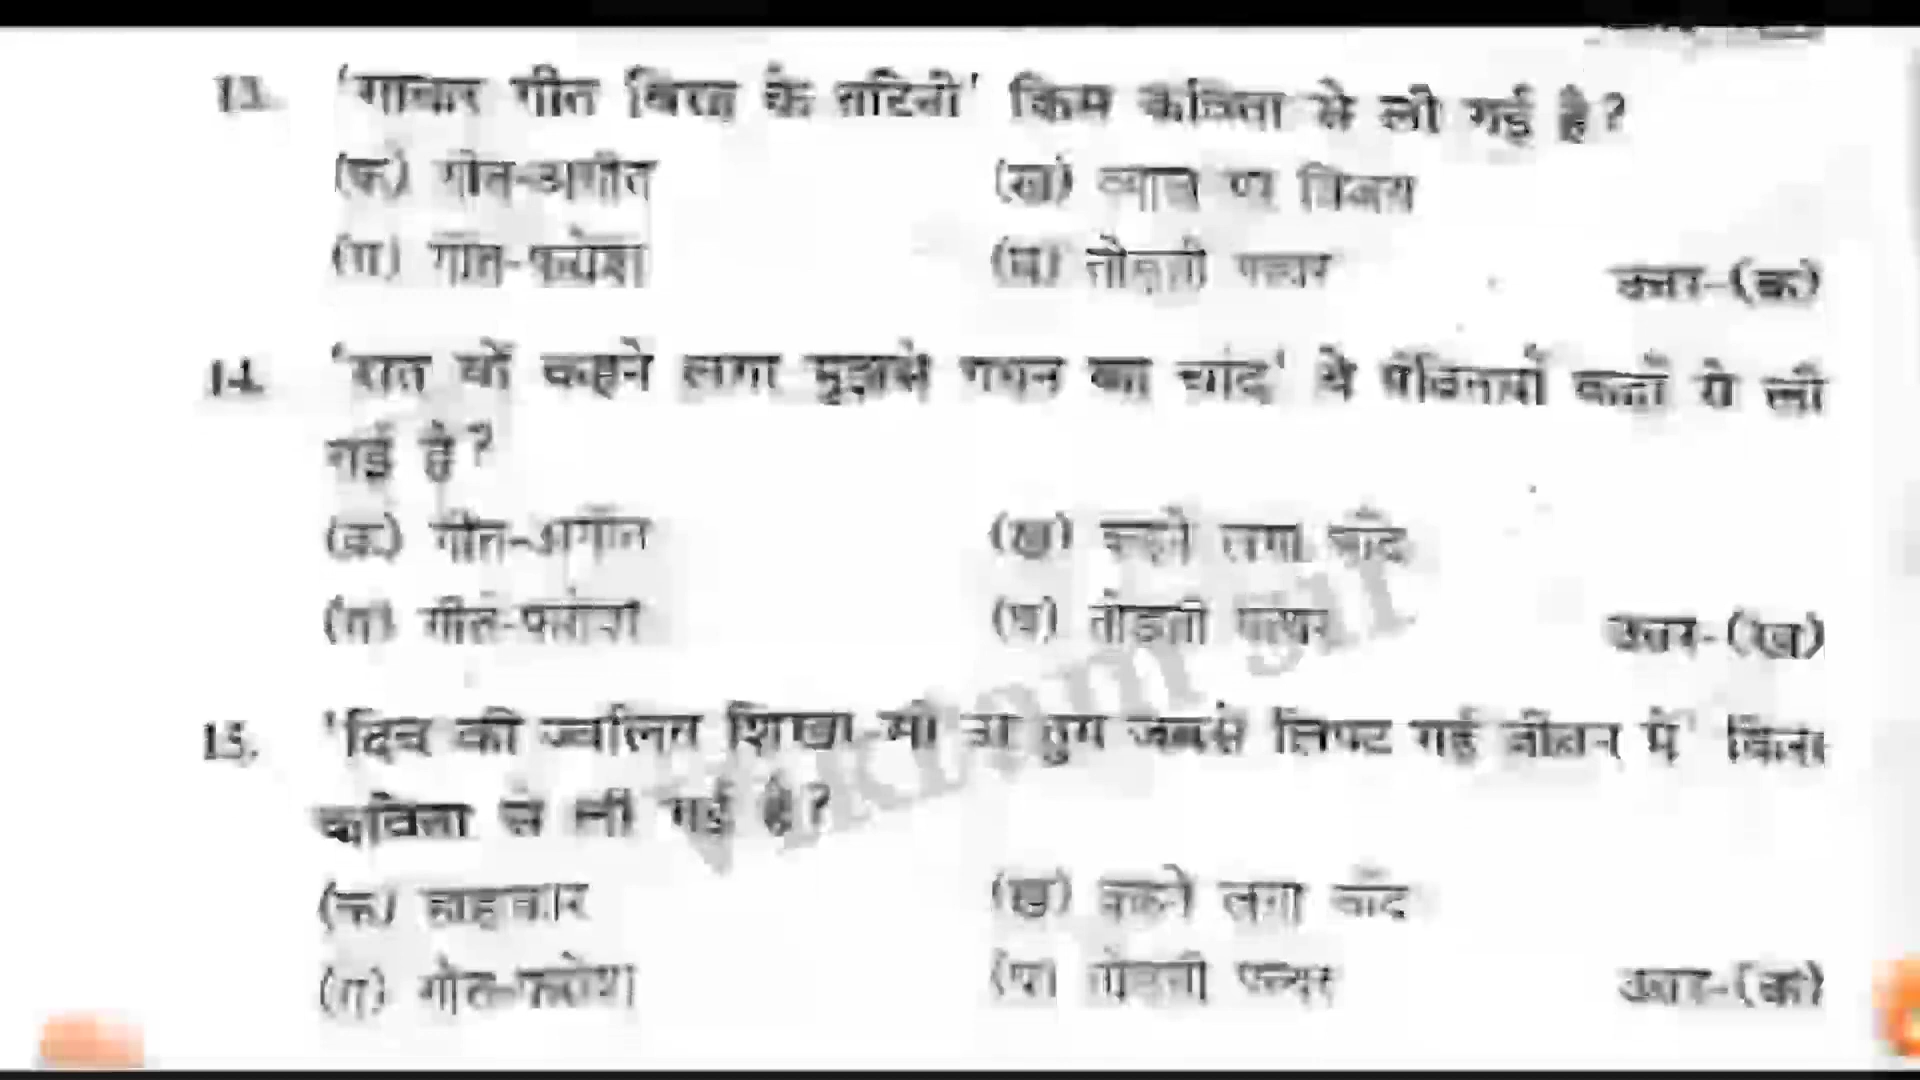 13. 'गाकर गीत विरह के तटिनी' किस कविता से ली गई है?
(क) गीत-अगीत (ख) व्याल पर विजय
(ग) गीत-फरोश (घ) तोड़ती पत्थर उत्तर-(क)
14. 'रात यों कहने लगा मुझसे गगन का चांद' ये पंक्तियाँ कहाँ से ली
गई है?
(क) गीत-अगीत (ख) कहने लगा चाँद
(ग) गीत-फरोश (घ) तोड़ती पत्थर उत्तर-(ख)
15. 'दिव की ज्वलित शिखा-सी उड़ तुम जबसे लिपट गई जीवन में' किस
कविता से ली गई है?
(क) हाहाकार (ख) कहने लगा चाँद
(ग) गीत-फरोश (घ) तोड़ती पत्थर उत्तर-(क)